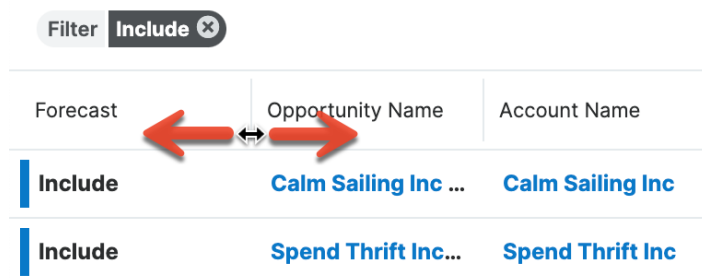 Filter Include
Forecast Opportunity Name Account Name
Include Calm Sailing Inc ... Calm Sailing Inc
Include Spend Thrift Inc... Spend Thrift Inc